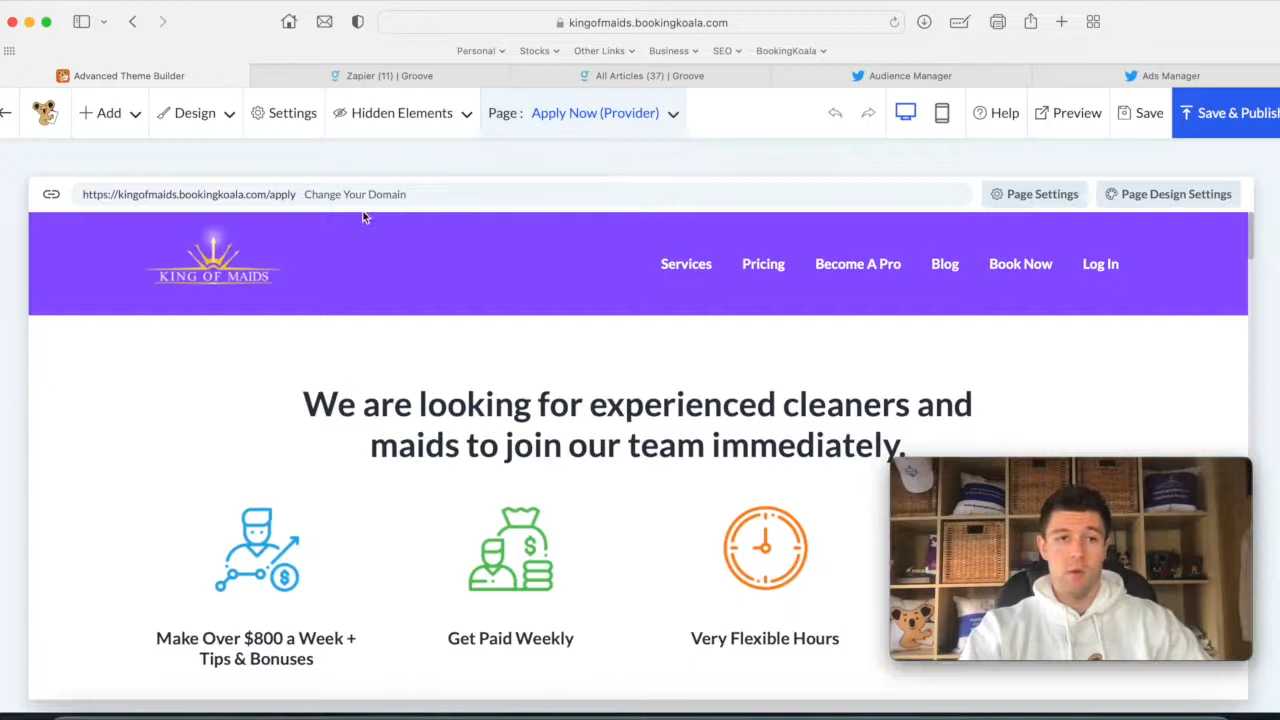 kingofmaids.bookingkoala.com
Personal Stocks Other Links Business SEO BookingKoala
Advanced Theme Builder Zapier (11) | Groove All Articles (37) | Groove Audience Manager Ads Manager
Add Design Settings Hidden Elements Page : Apply Now (Provider) Help Preview Save Save & Publis
https://kingofmaids.bookingkoala.com/apply Change Your Domain Page Settings Page Design Settings
KING OF MAIDS Services Pricing Become A Pro Blog Book Now Log In
We are looking for experienced cleaners and
maids to join our team immediately.
Make Over $800 a Week +
Tips & Bonuses
Get Paid Weekly
Very Flexible Hours